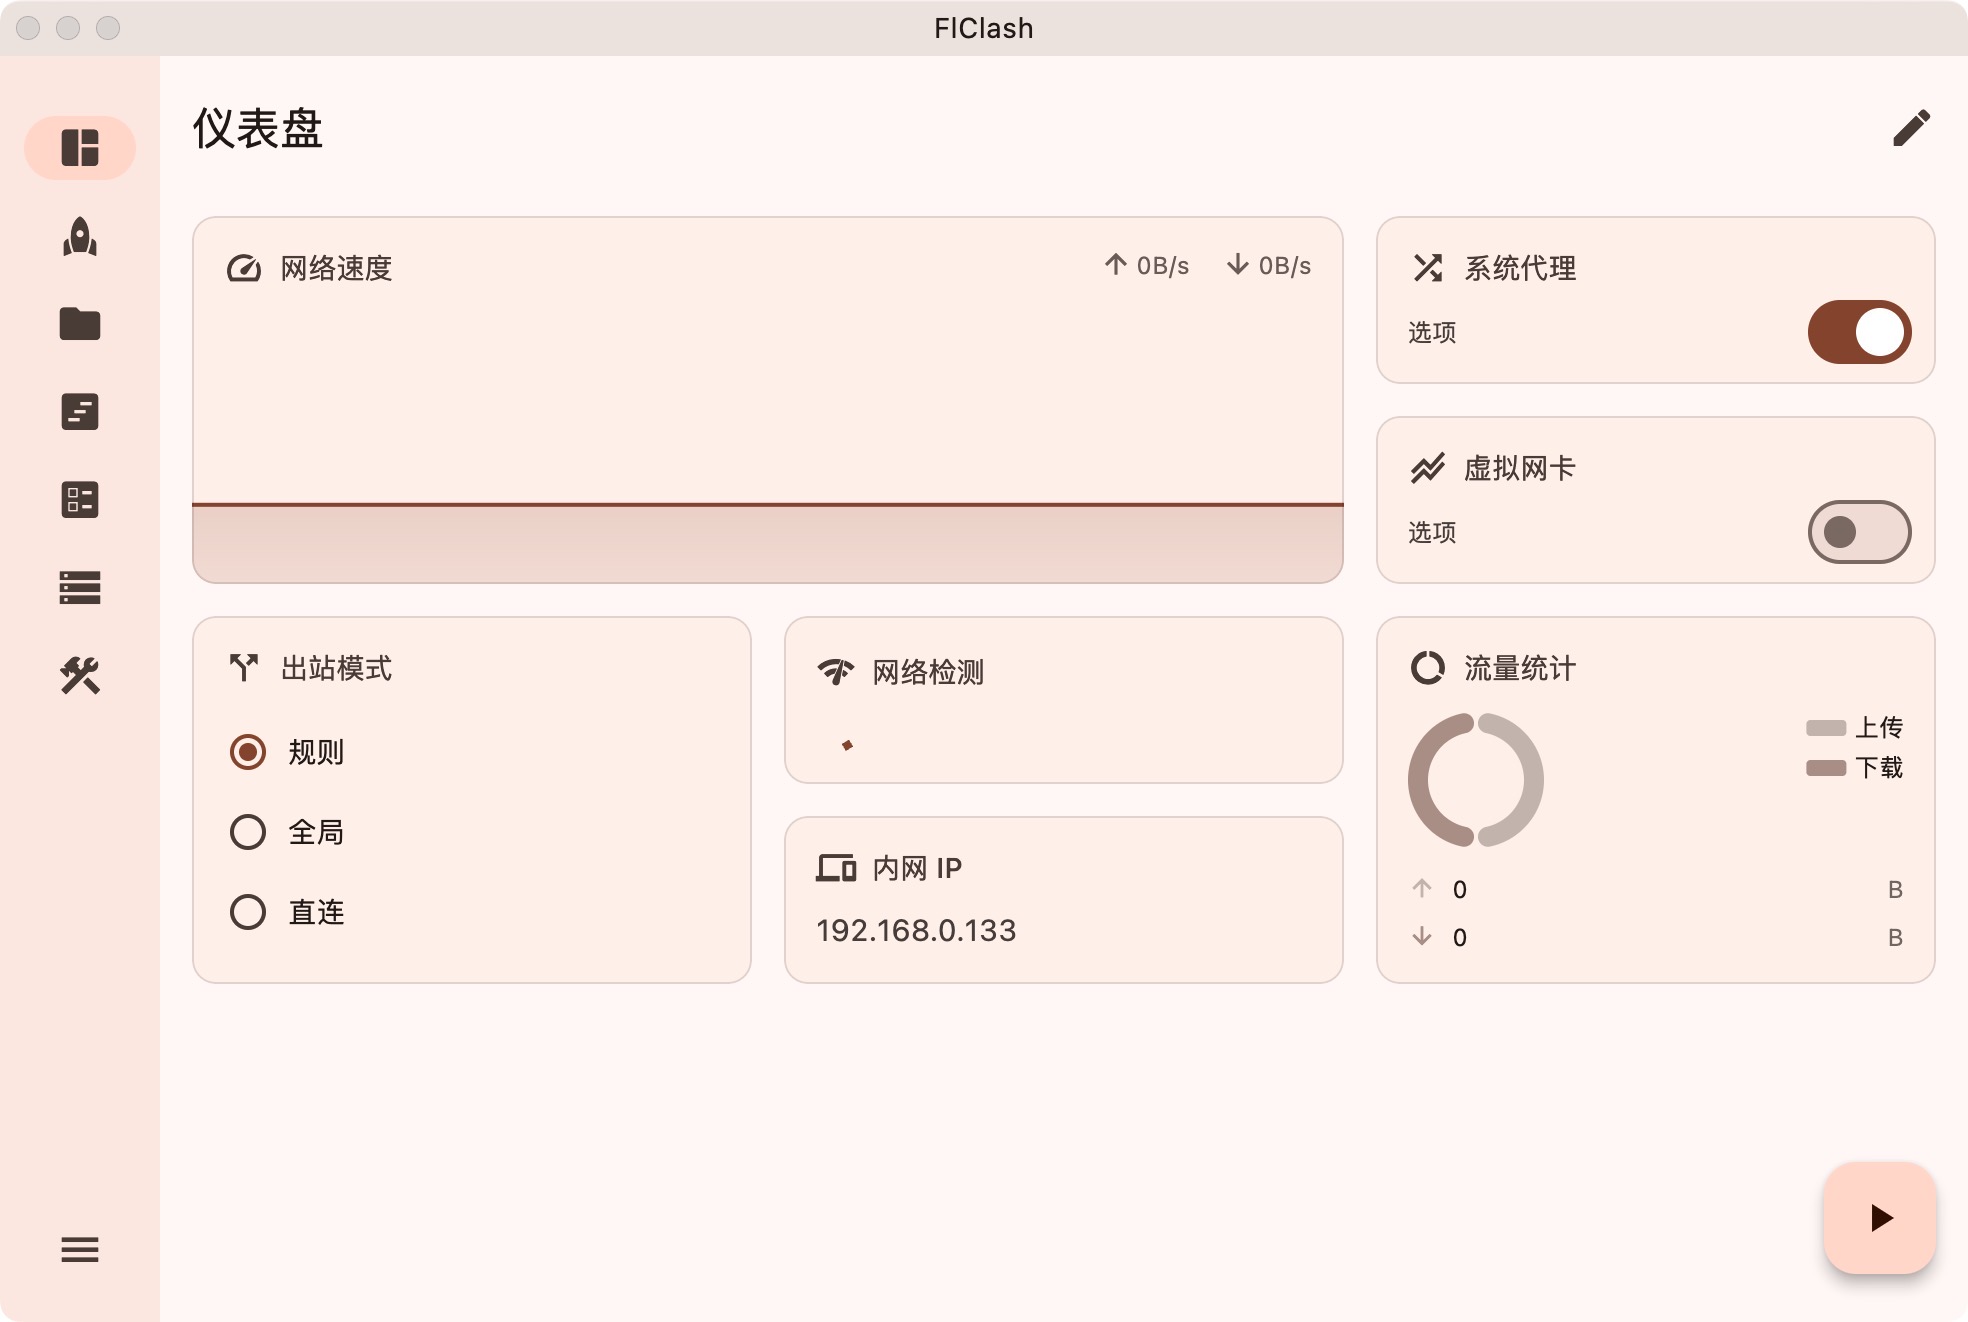 FlClash
仪表盘
网络速度
0B/s
0B/s
系统代理
选项
虚拟网卡
选项
出站模式
规则
全局
直连
网络检测
内网 IP
192.168.0.133
流量统计
上传
下载
0 B
0 B